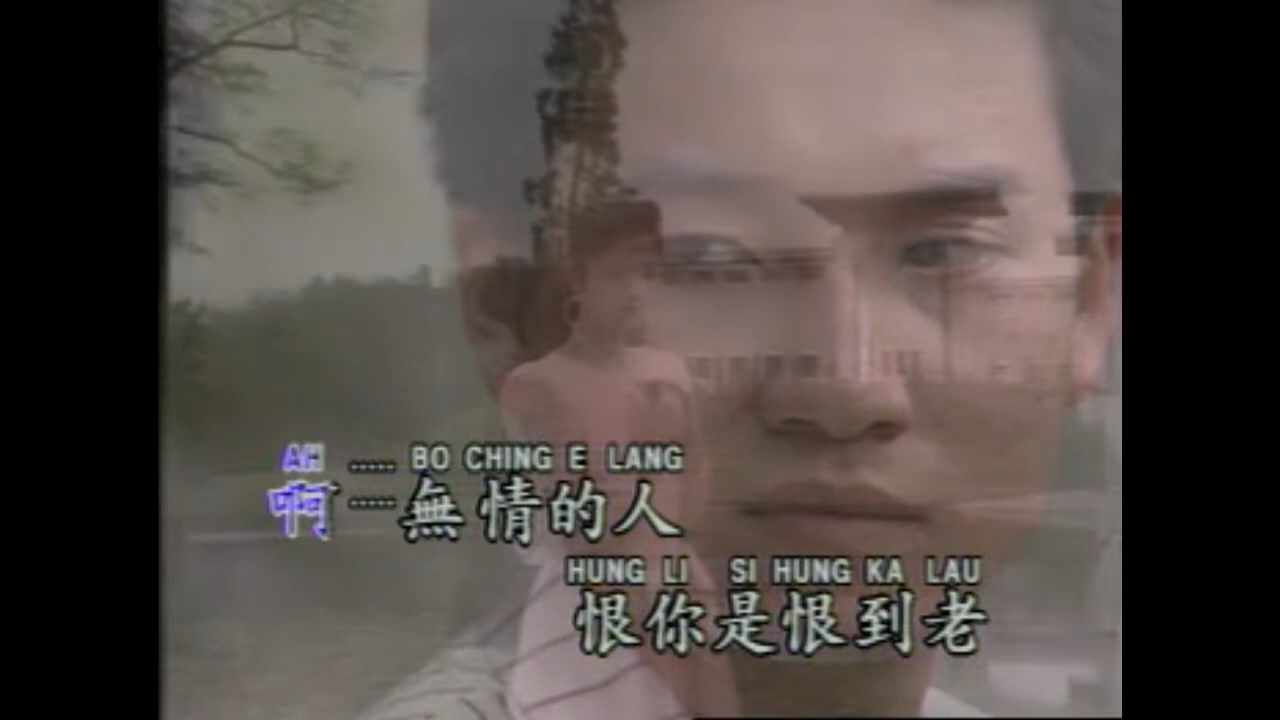 AH ..... BO CHING E LANG
啊.....無情的人
HUNG LI SI HUNG KA LAU
恨你是恨到老